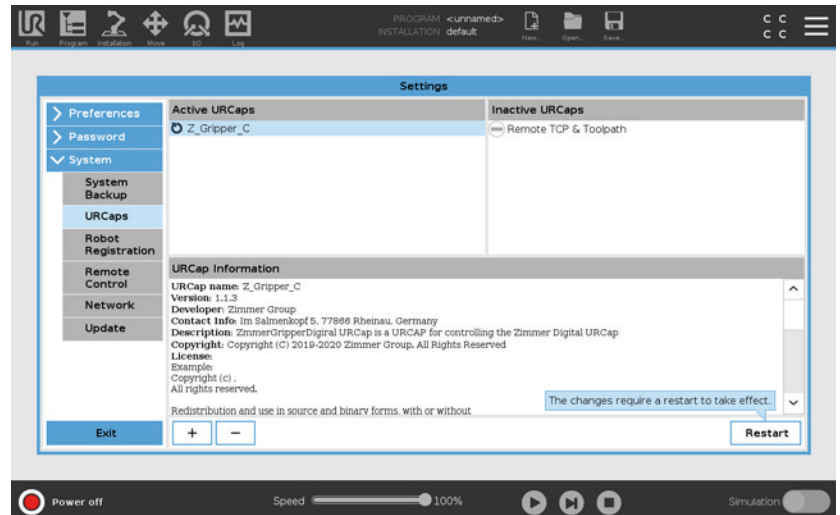 PROGRAM <unnamed>
INSTALLATION default
UR
Run
Program
Installation
Move
I/O
Log
New...
Open...
Save...
C C
C C
Settings
Preferences
Password
System
System
Backup
URCaps
Robot
Registration
Remote
Control
Network
Update
Exit
Active URCaps
Z_Gripper_C
Inactive URCaps
Remote TCP & Toolpath
URCap Information
URCap name: Z_Gripper_C
Version: 1.1.3
Developer: Zimmer Group
Contact Info: Im Salmenkopf 5, 77866 Rheinau, Germany
Description: ZmmerGripperDigiral URCap is a URCAP for controlling the Zimmer Digital URCap
Copyright: Copyright (C) 2019-2020 Zimmer Group, All Rights Reserved
License:
Example:
Copyright (c) ,
All rights reserved.
Redistribution and use in source and binary forms, with or without
The changes require a restart to take effect.
+
−
Restart
Power off
Speed
100%
Simulation